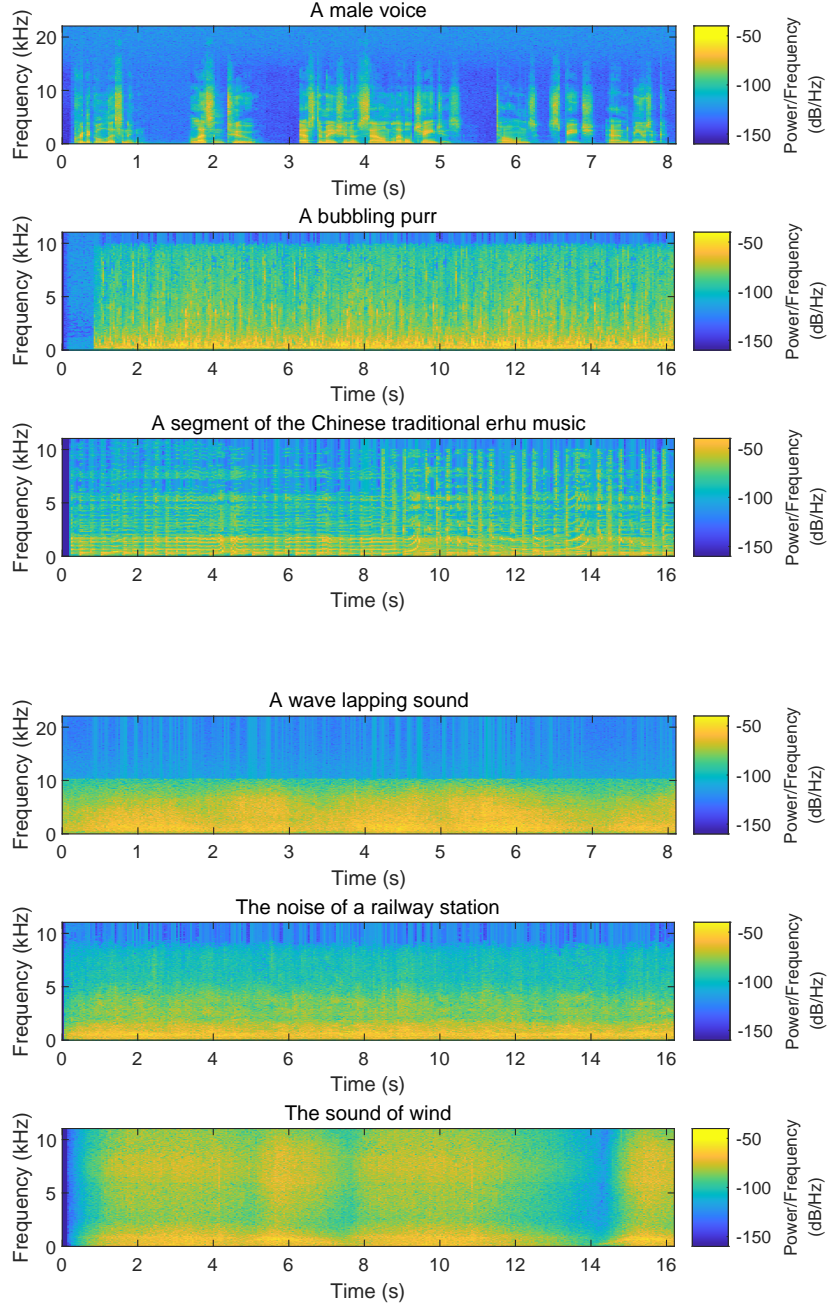 A male voice
Frequency (kHz)
20
10
0
0 1 2 3 4 5 6 7 8
Time (s)
-50
-100
-150
Power/Frequency
(dB/Hz)
A bubbling purr
Frequency (kHz)
10
5
0
0 2 4 6 8 10 12 14 16
Time (s)
-50
-100
-150
Power/Frequency
(dB/Hz)
A segment of the Chinese traditional erhu music
Frequency (kHz)
10
5
0
0 2 4 6 8 10 12 14 16
Time (s)
-50
-100
-150
Power/Frequency
(dB/Hz)
A wave lapping sound
Frequency (kHz)
20
10
0
0 1 2 3 4 5 6 7 8
Time (s)
-50
-100
-150
Power/Frequency
(dB/Hz)
The noise of a railway station
Frequency (kHz)
10
5
0
0 2 4 6 8 10 12 14 16
Time (s)
-50
-100
-150
Power/Frequency
(dB/Hz)
The sound of wind
Frequency (kHz)
10
5
0
0 2 4 6 8 10 12 14 16
Time (s)
-50
-100
-150
Power/Frequency
(dB/Hz)